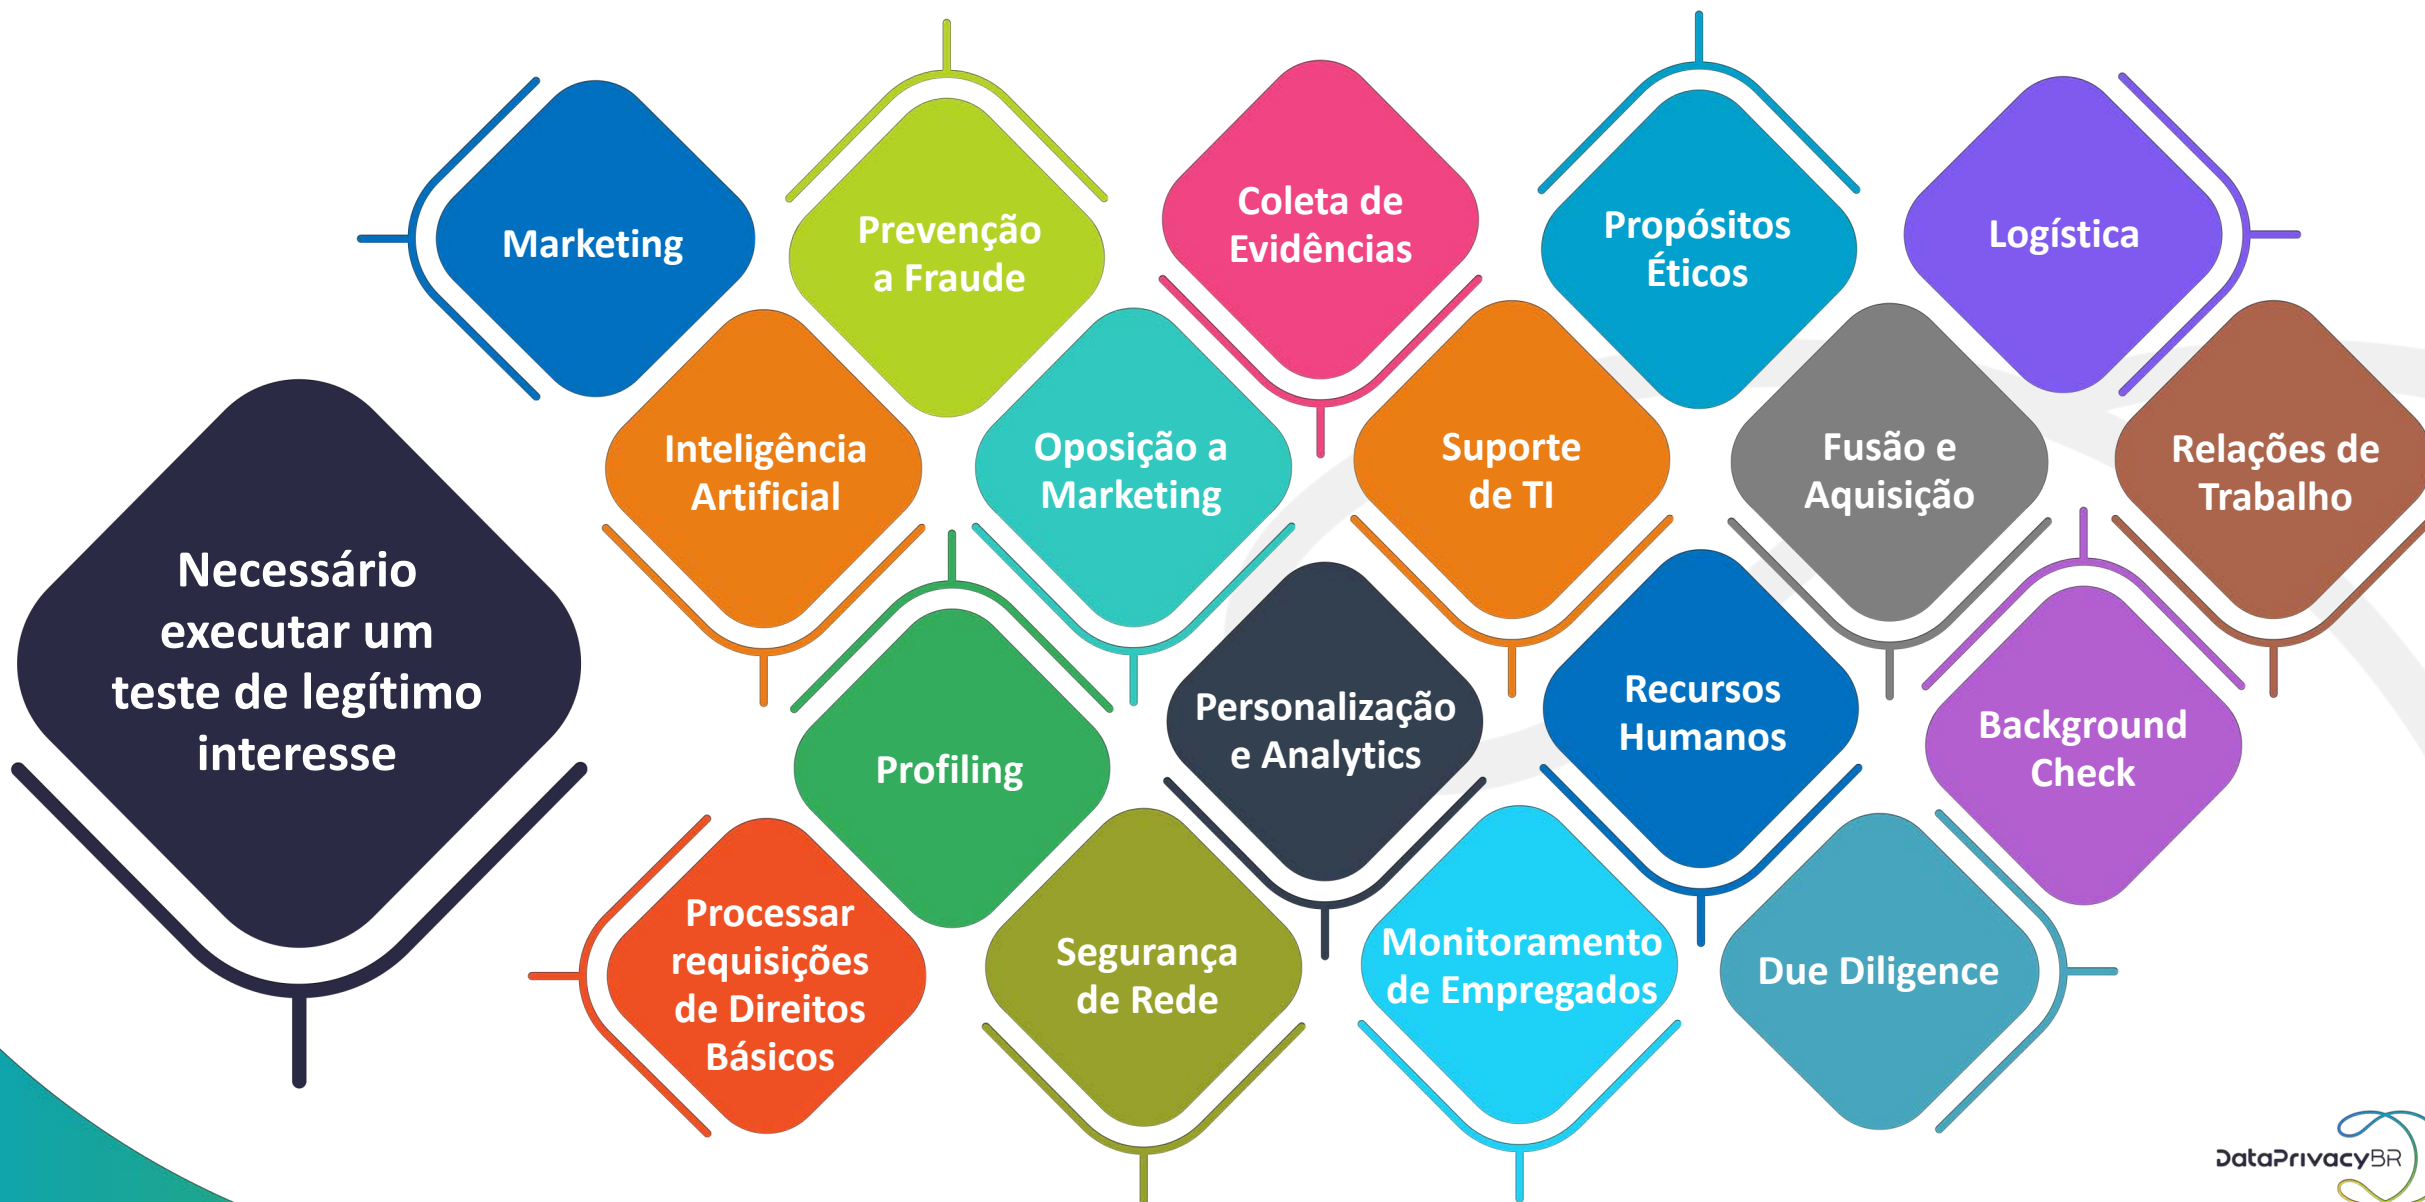 Necessário
executar um
teste de legítimo
interesse
Marketing
Prevenção
a Fraude
Coleta de
Evidências
Propósitos
Éticos
Logística
Inteligência
Artificial
Oposição a
Marketing
Suporte
de TI
Fusão e
Aquisição
Relações de
Trabalho
Profiling
Personalização
e Analytics
Recursos
Humanos
Background
Check
Processar
requisições
de Direitos
Básicos
Segurança
de Rede
Monitoramento
de Empregados
Due Diligence
DataPrivacyBR